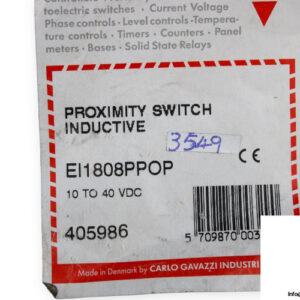 toelectric switches • Current Voltage
Phase controls • Level controls • Tempera-
ture controls • Timers • Counters • Panel
meters • Bases • Solid State Relays
PROXIMITY SWITCH
INDUCTIVE
3549
EI1808PPOP
CE
10 TO 40 VDC
405986
5 709870 003
Made in Denmark by CARLO GAVAZZI INDUSTRI